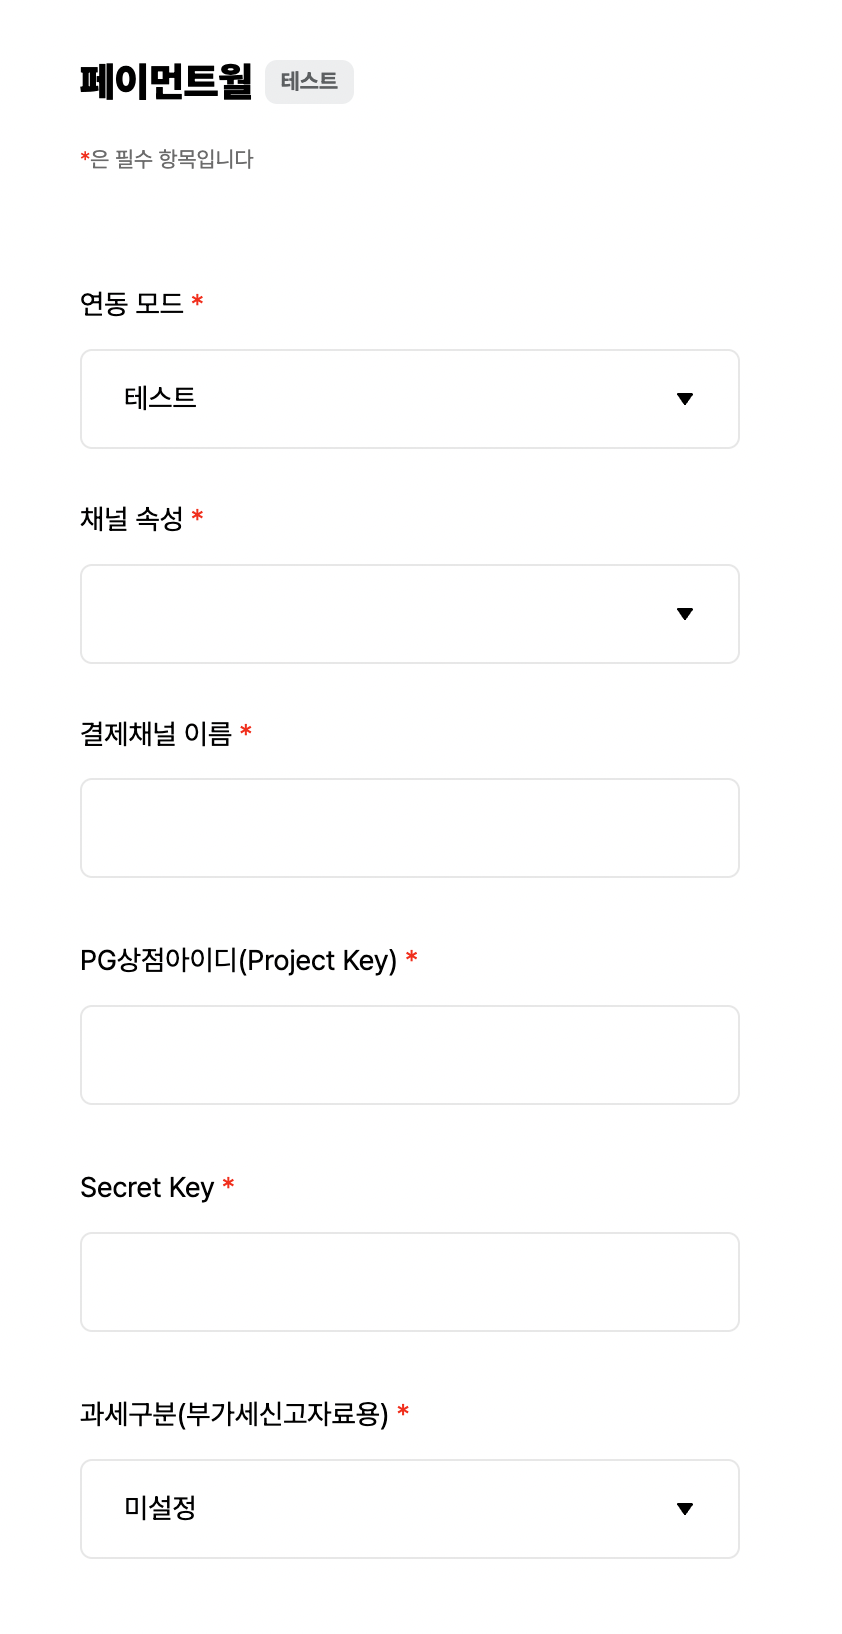 페이먼트월 테스트
*은 필수 항목입니다
연동 모드 *
테스트
채널 속성 *
결제채널 이름 *
PG상점아이디(Project Key) *
Secret Key *
과세구분(부가세신고자료용) *
미설정